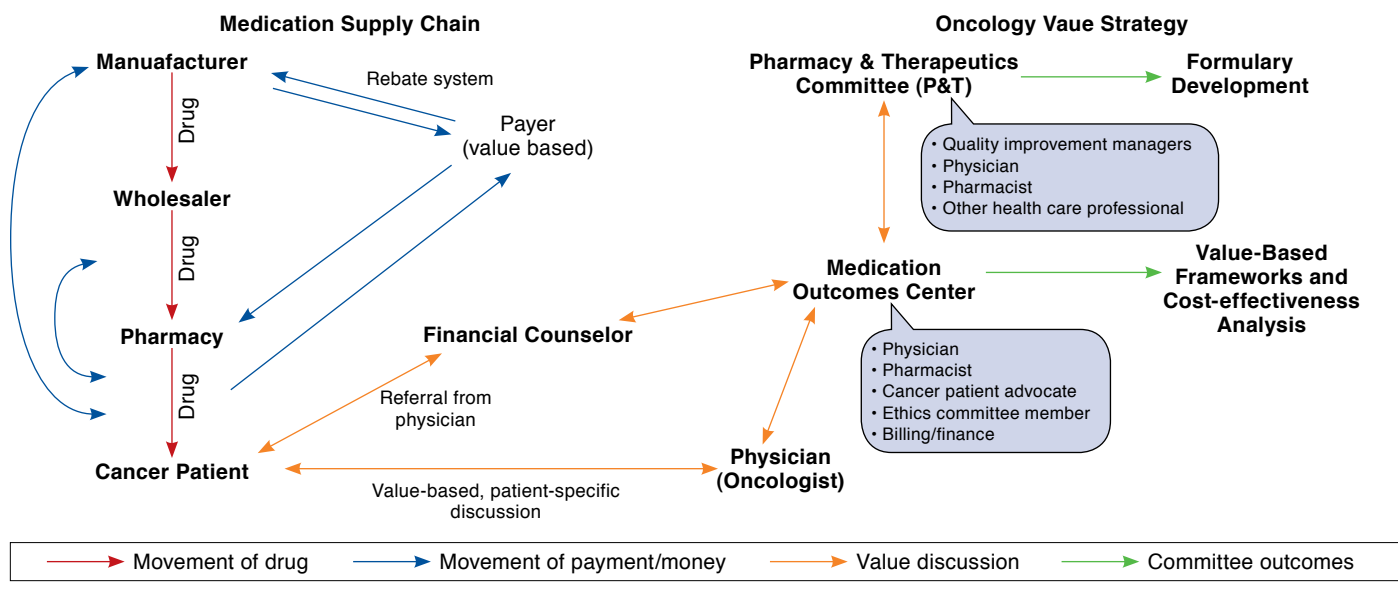 Medication Supply Chain
Manuafacturer
Rebate system
Drug
Payer
(value based)
Wholesaler
Drug
Pharmacy
Drug
Financial Counselor
Referral from
physician
Cancer Patient
Value-based, patient-specific
discussion
Oncology Vaue Strategy
Pharmacy & Therapeutics
Committee (P&T)
Formulary
Development
• Quality improvement managers
• Physician
• Pharmacist
• Other health care professional
Medication
Outcomes Center
Value-Based
Frameworks and
Cost-effectiveness
Analysis
• Physician
• Pharmacist
• Cancer patient advocate
• Ethics committee member
• Billing/finance
Physician
(Oncologist)
Movement of drug
Movement of payment/money
Value discussion
Committee outcomes